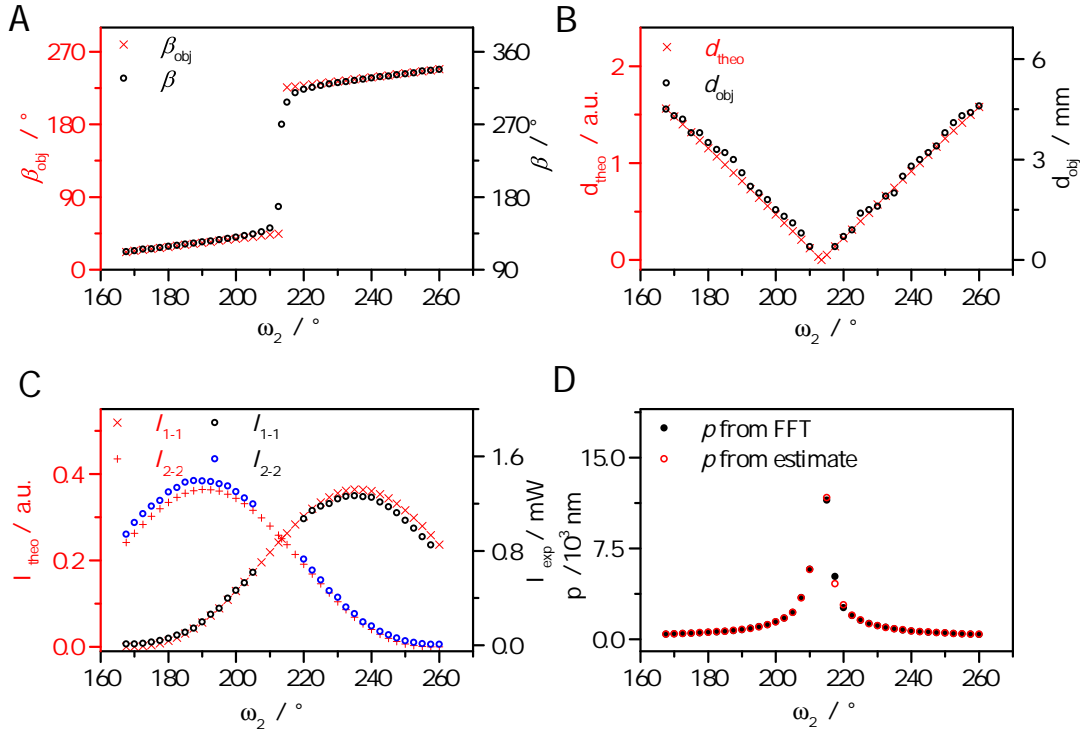 A
β_obj
β
270
180
90
0
β_obj / °
360
270°
180
90
β / °
160 180 200 220 240 260
ω_2 / °
B
d_theo
d_obj
2
1
0
d_theo / a.u.
6
3
0
d_obj / mm
160 180 200 220 240 260
ω_2 / °
C
I_1-1 I_1-1
I_2-2 I_2-2
0.4
0.2
0.0
I_theo / a.u.
1.6
0.8
0.0
I_exp / mW
160 180 200 220 240 260
ω_2 / °
D
p from FFT
p from estimate
15.0
7.5
0.0
p / 10³ nm
160 180 200 220 240 260
ω_2 / °